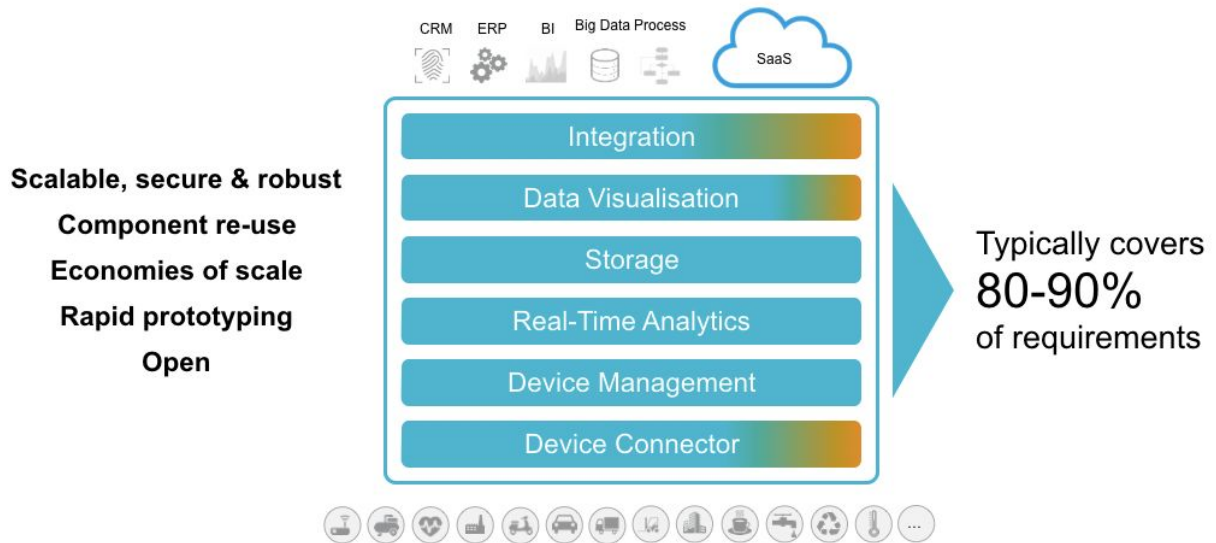 CRM ERP BI Big Data Process
SaaS
Integration
Data Visualisation
Storage
Real-Time Analytics
Device Management
Device Connector
Scalable, secure & robust
Component re-use
Economies of scale
Rapid prototyping
Open
Typically covers
80-90%
of requirements
...